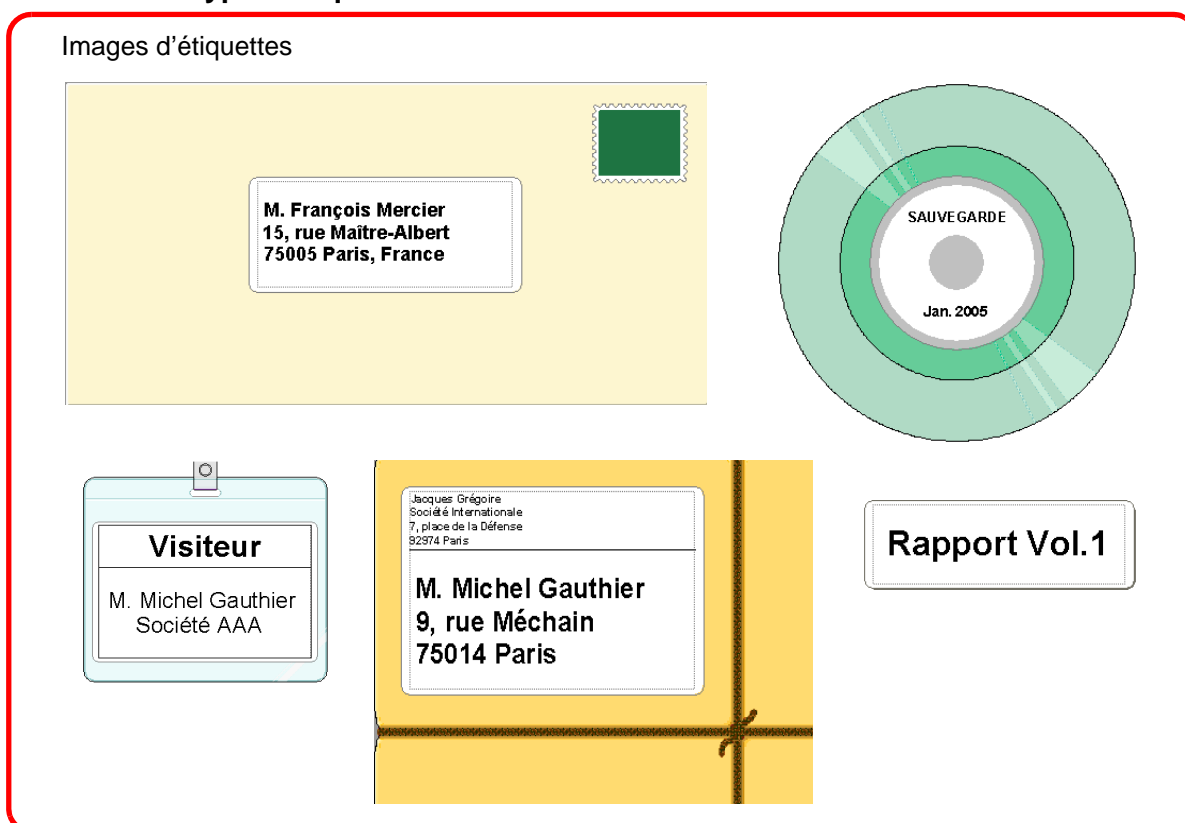 Images d’étiquettes
M. François Mercier
15, rue Maître-Albert
75005 Paris, France
SAUVEGARDE
Jan. 2005
Visiteur
M. Michel Gauthier
Société AAA
Jacques Grégoire
Société Internationale
7, place de la Défense
92974 Paris
M. Michel Gauthier
9, rue Méchain
75014 Paris
Rapport Vol.1